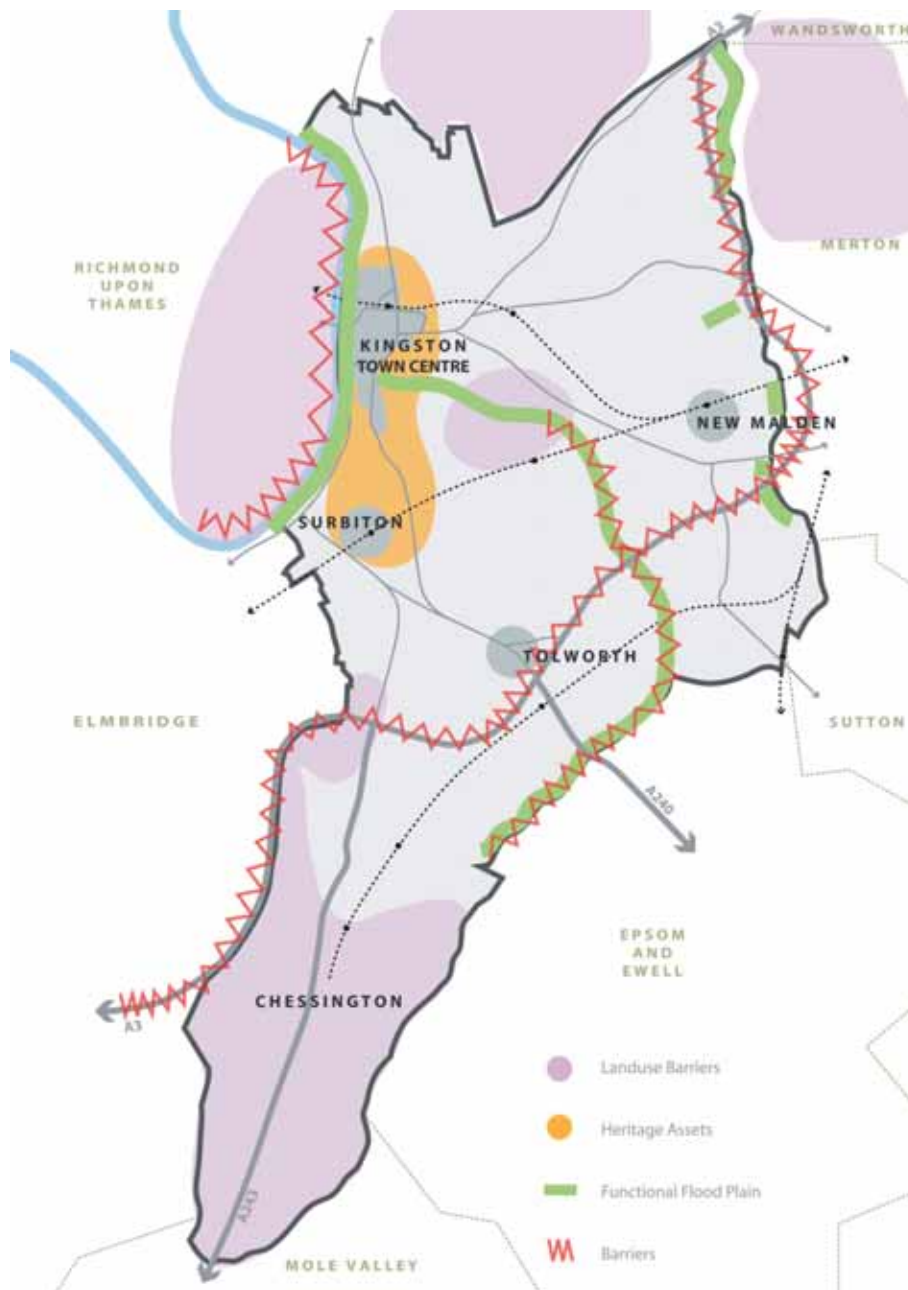 A3
WANDSWORTH
MERTON
RICHMOND
UPON
THAMES
KINGSTON
TOWN CENTRE
NEW MALDEN
SURBITON
TOLWORTH
ELMBRIDGE
SUTTON
A240
EPSOM
AND
EWELL
CHESSINGTON
A3
A243
MOLE VALLEY
Landuse Barriers
Heritage Assets
Functional Flood Plain
Barriers